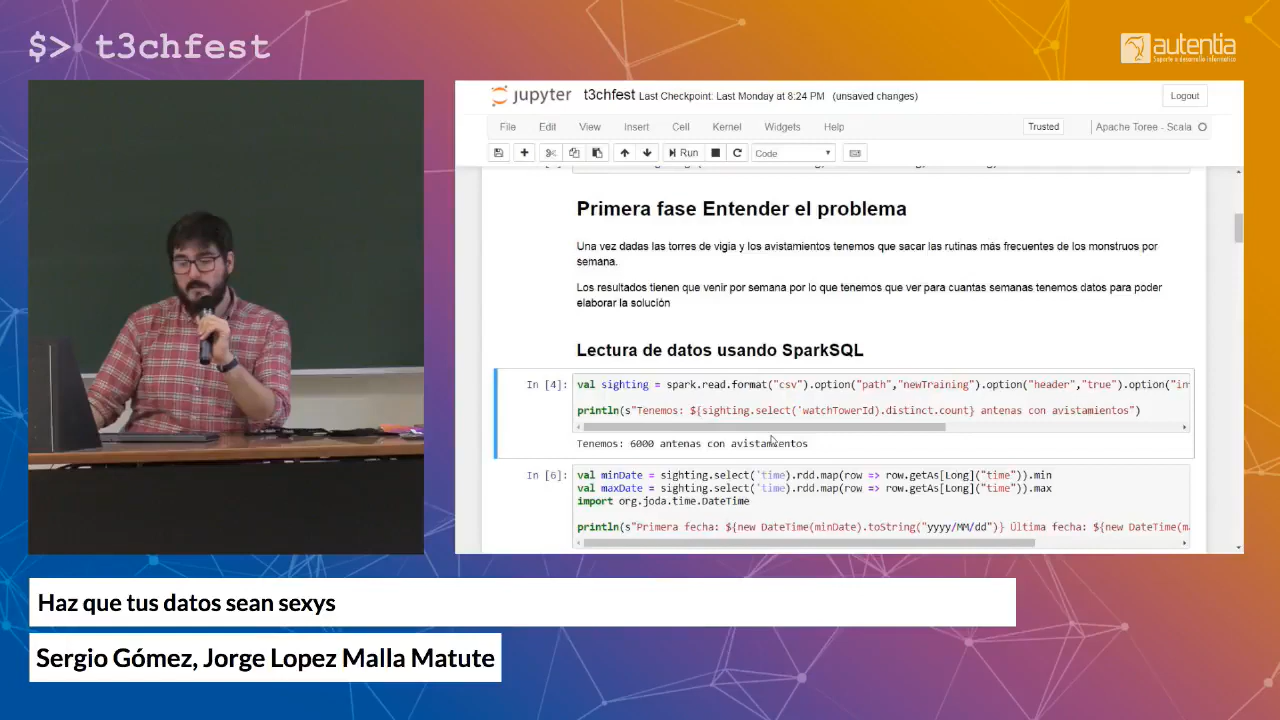 $> t3chfest
autentia
Soporte a desarrollo informático
jupyter t3chfest Last Checkpoint: Last Monday at 8:24 PM (unsaved changes)
Logout
File Edit View Insert Cell Kernel Widgets Help
Trusted
Apache Toree - Scala
Run
Code
Primera fase Entender el problema
Una vez dadas las torres de vigia y los avistamientos tenemos que sacar las rutinas más frecuentes de los monstruos por
semana.
Los resultados tienen que venir por semana por lo que tenemos que ver para cuantas semanas tenemos datos para poder
elaborar la solución
Lectura de datos usando SparkSQL
In [4]: val sighting = spark.read.format("csv").option("path","newTraining").option("header","true").option("in
println(s"Tenemos: ${sighting.select('watchTowerId).distinct.count} antenas con avistamientos")
Tenemos: 6000 antenas con avistamientos
In [6]: val minDate = sighting.select('time).rdd.map(row => row.getAs[Long]("time")).min
val maxDate = sighting.select('time).rdd.map(row => row.getAs[Long]("time")).max
import org.joda.time.DateTime
println(s"Primera fecha: ${new DateTime(minDate).toString("yyyy/MM/dd")} Última fecha: ${new DateTime(ma
Haz que tus datos sean sexys
Sergio Gómez, Jorge Lopez Malla Matute